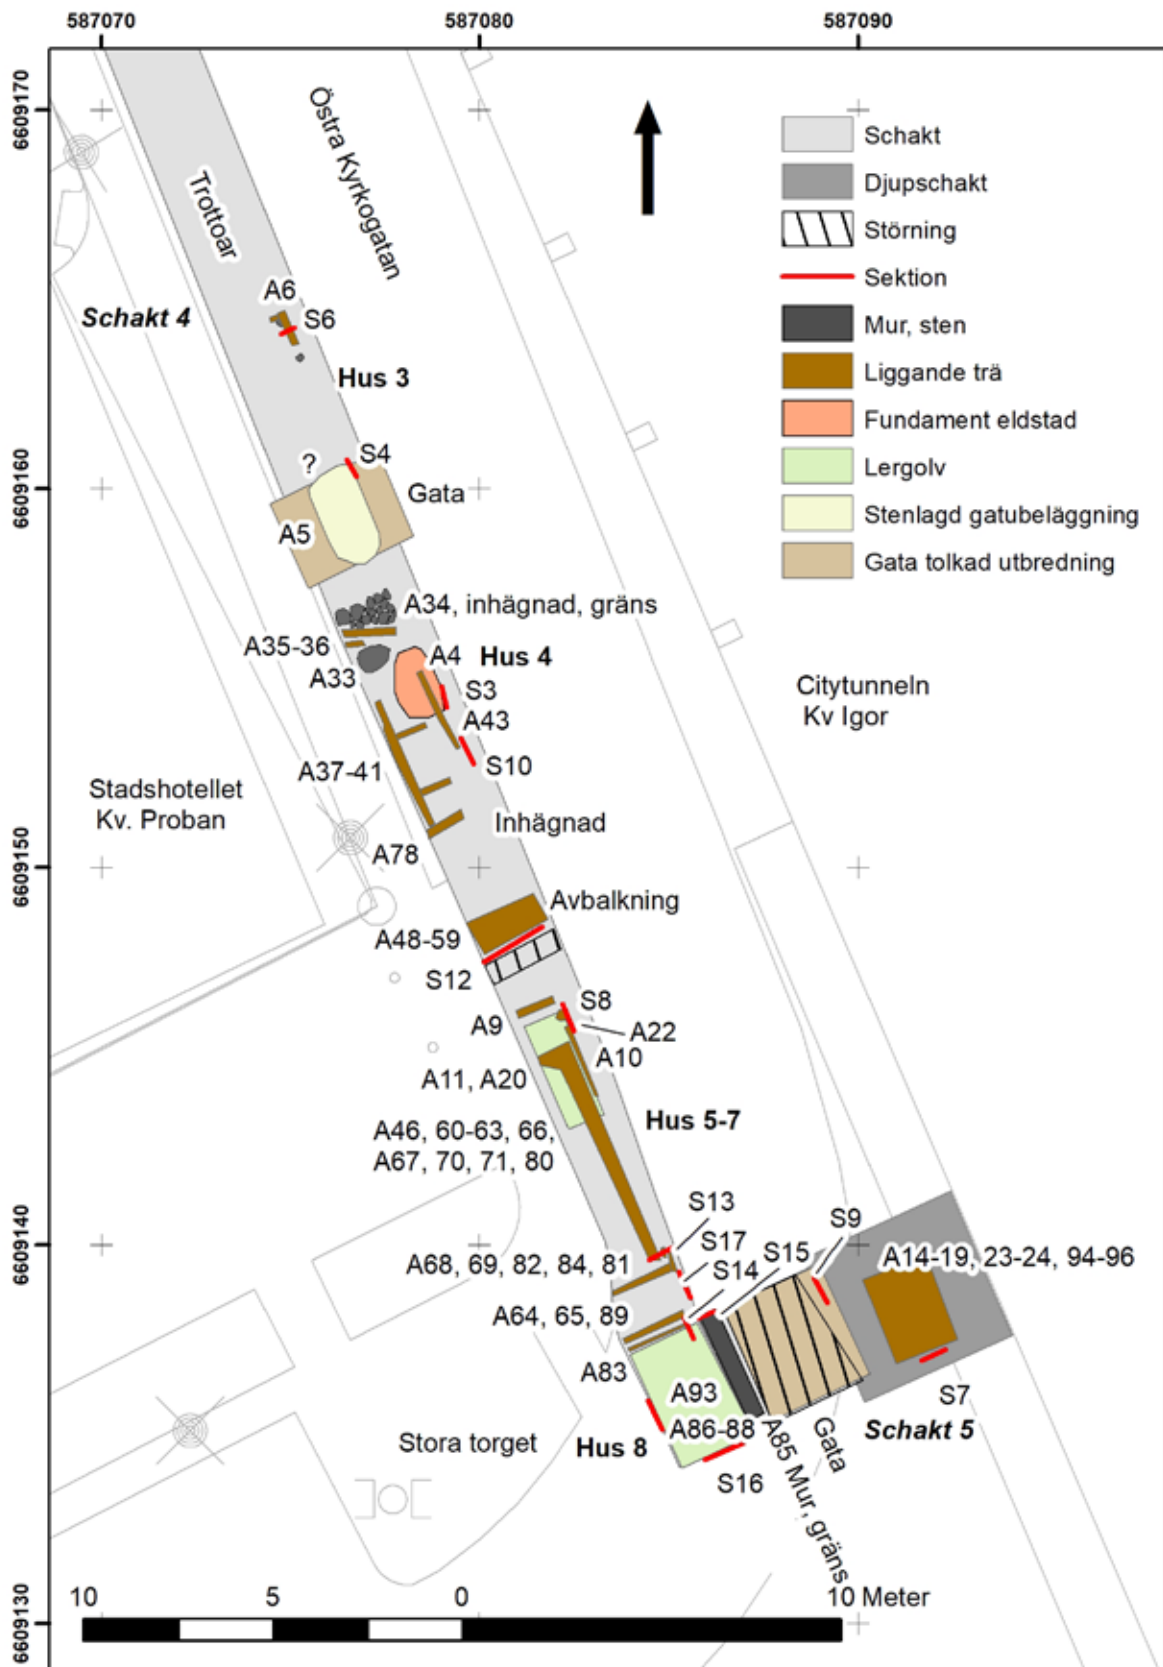 587070
587080
587090
6609170
6609160
6609150
6609140
6609130
Östra Kyrkogatan
Trottoar
Schakt
Djupschakt
Störning
Sektion
Mur, sten
Liggande trä
Fundament eldstad
Lergolv
Stenlagd gatubeläggning
Gata tolkad utbredning
A6
S6
Schakt 4
Hus 3
S4
?
Gata
A5
A34, inhägnad, gräns
A35-36
A33
A4
Hus 4
S3
A43
S10
A37-41
Citytunneln
Kv Igor
Stadshotellet
Kv. Proban
Inhägnad
A78
Avbalkning
A48-59
S12
S8
A9
A22
A10
A11, A20
Hus 5-7
A46, 60-63, 66,
A67, 70, 71, 80
S13
S17
S15
S9
S14
A68, 69, 82, 84, 81
A14-19, 23-24, 94-96
A64, 65, 89
A83
A93
A86-88
S7
Schakt 5
Gata
A85 Mur, gräns
Stora torget
Hus 8
S16
10
5
0
10 Meter